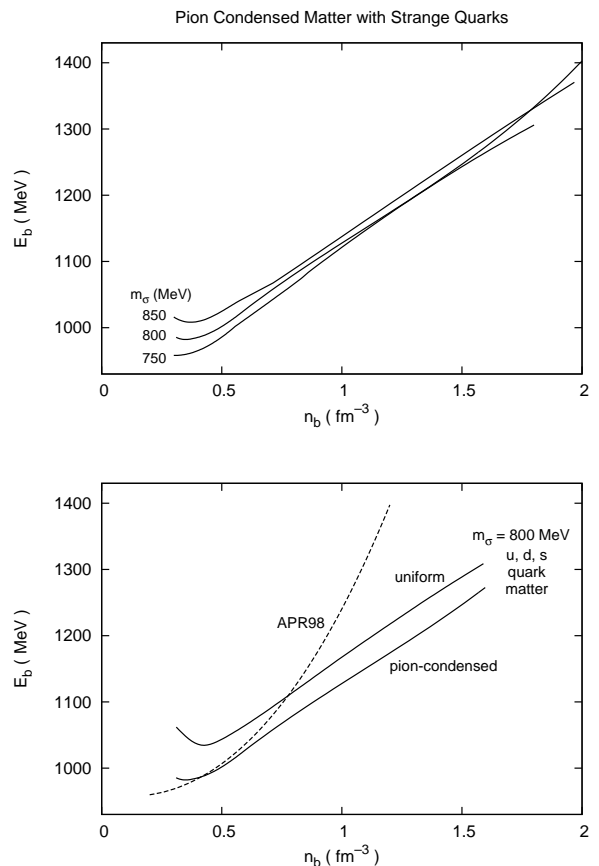 Pion Condensed Matter with Strange Quarks
1400
1300
1200
1100
1000
E_b ( MeV )
m_σ (MeV)
850
800
750
0
0.5
1
1.5
2
n_b ( fm⁻³ )
1400
1300
1200
1100
1000
E_b ( MeV )
m_σ = 800 MeV
u, d, s
quark
matter
uniform
APR98
pion-condensed
0
0.5
1
1.5
2
n_b ( fm⁻³ )